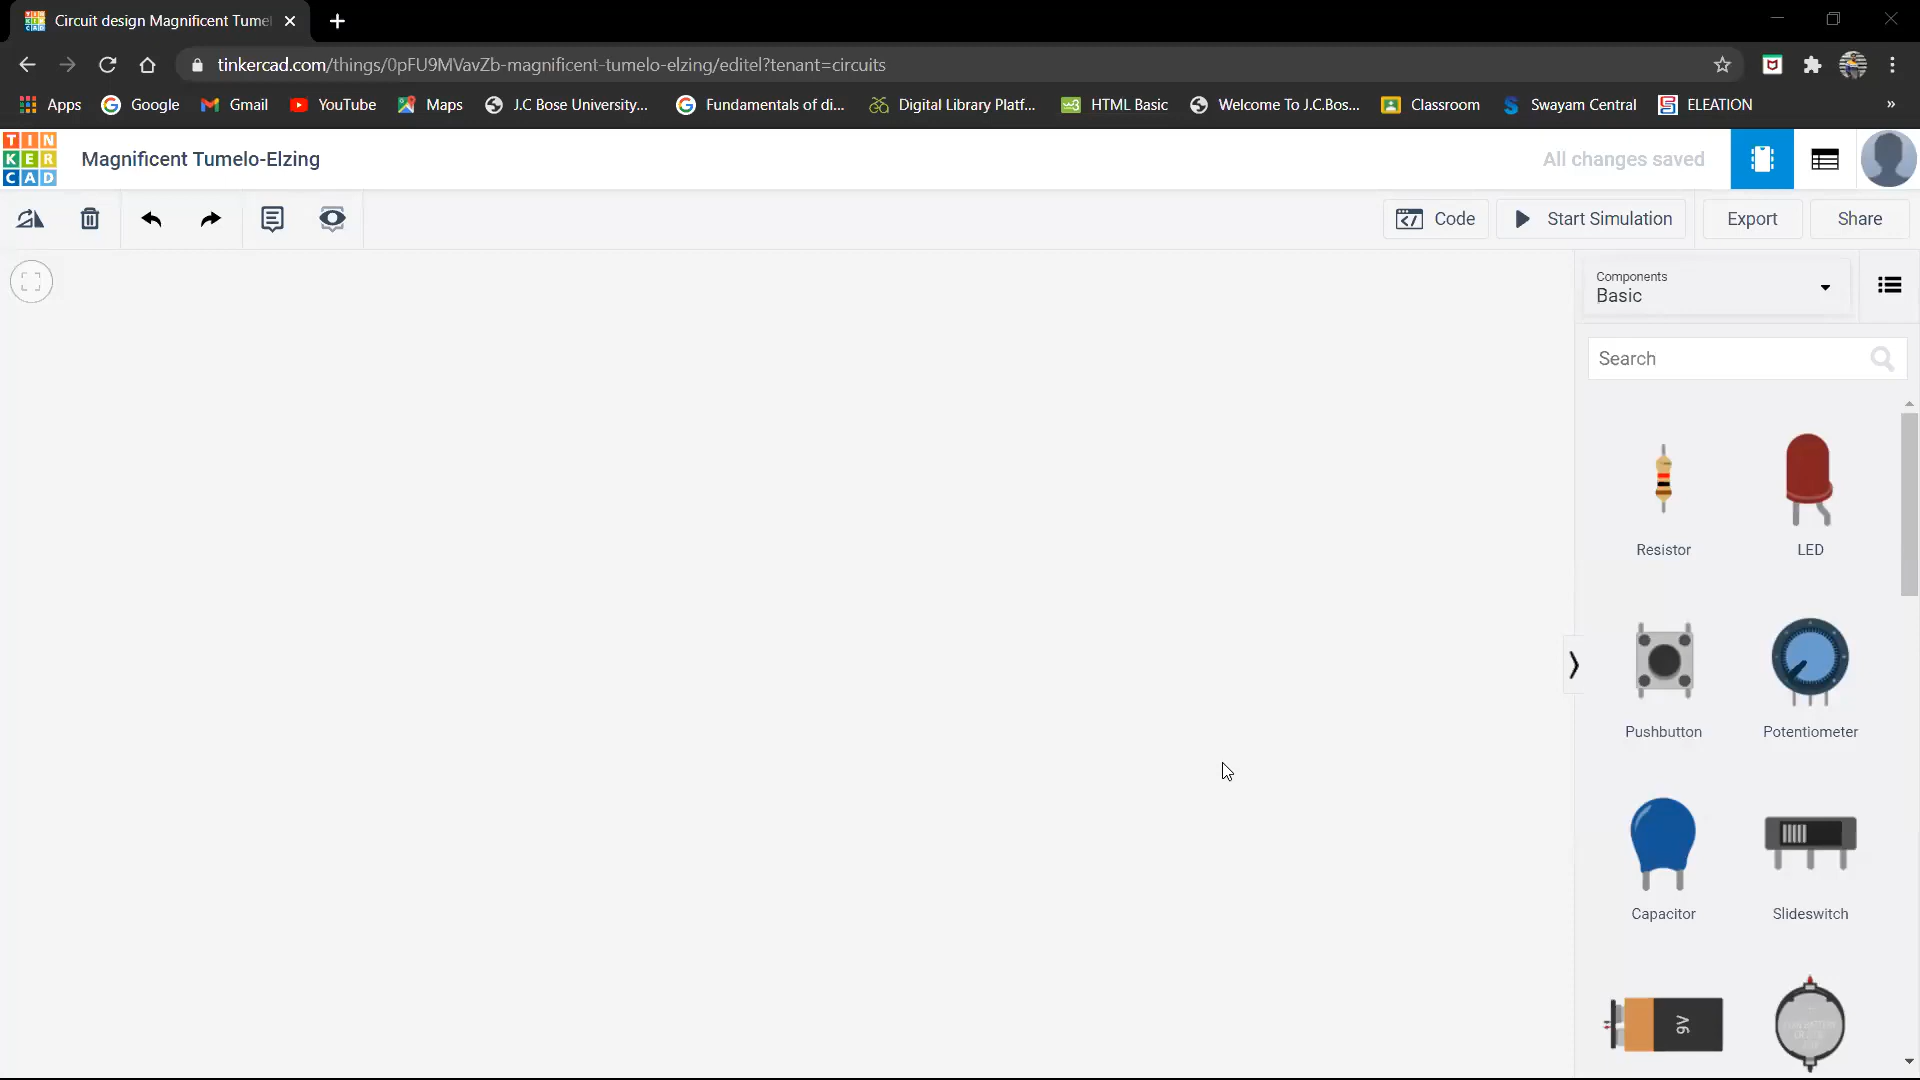 Circuit design Magnificent Tumel
tinkercad.com/things/0pFU9MVavZb-magnificent-tumelo-elzing/editel?tenant=circuits
Apps Google Gmail YouTube Maps J.C Bose University... Fundamentals of di... Digital Library Platf... HTML Basic Welcome To J.C.Bos... Classroom Swayam Central ELEATION »
TIN
KER
CAD
Magnificent Tumelo-Elzing
All changes saved
Code
Start Simulation
Export
Share
Components
Basic
Search
Resistor LED
Pushbutton Potentiometer
Capacitor Slideswitch
9V